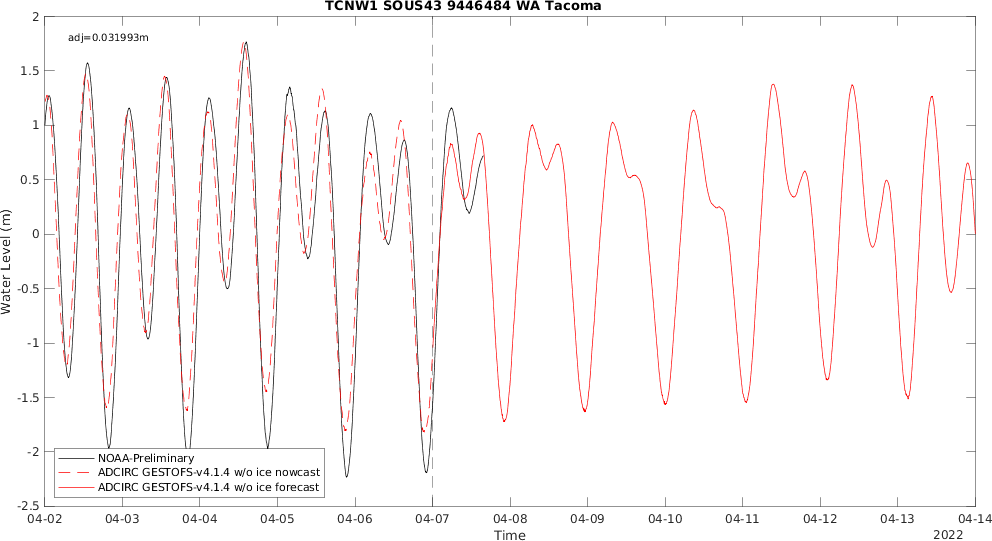 TCNW1 SOUS43 9446484 WA Tacoma
adj=0.031993m
2
1.5
1
0.5
0
-0.5
-1
-1.5
-2
-2.5
Water Level (m)
NOAA-Preliminary
ADCIRC GESTOFS-v4.1.4 w/o ice nowcast
ADCIRC GESTOFS-v4.1.4 w/o ice forecast
04-02 04-03 04-04 04-05 04-06 04-07 04-08 04-09 04-10 04-11 04-12 04-13 04-14
Time
2022